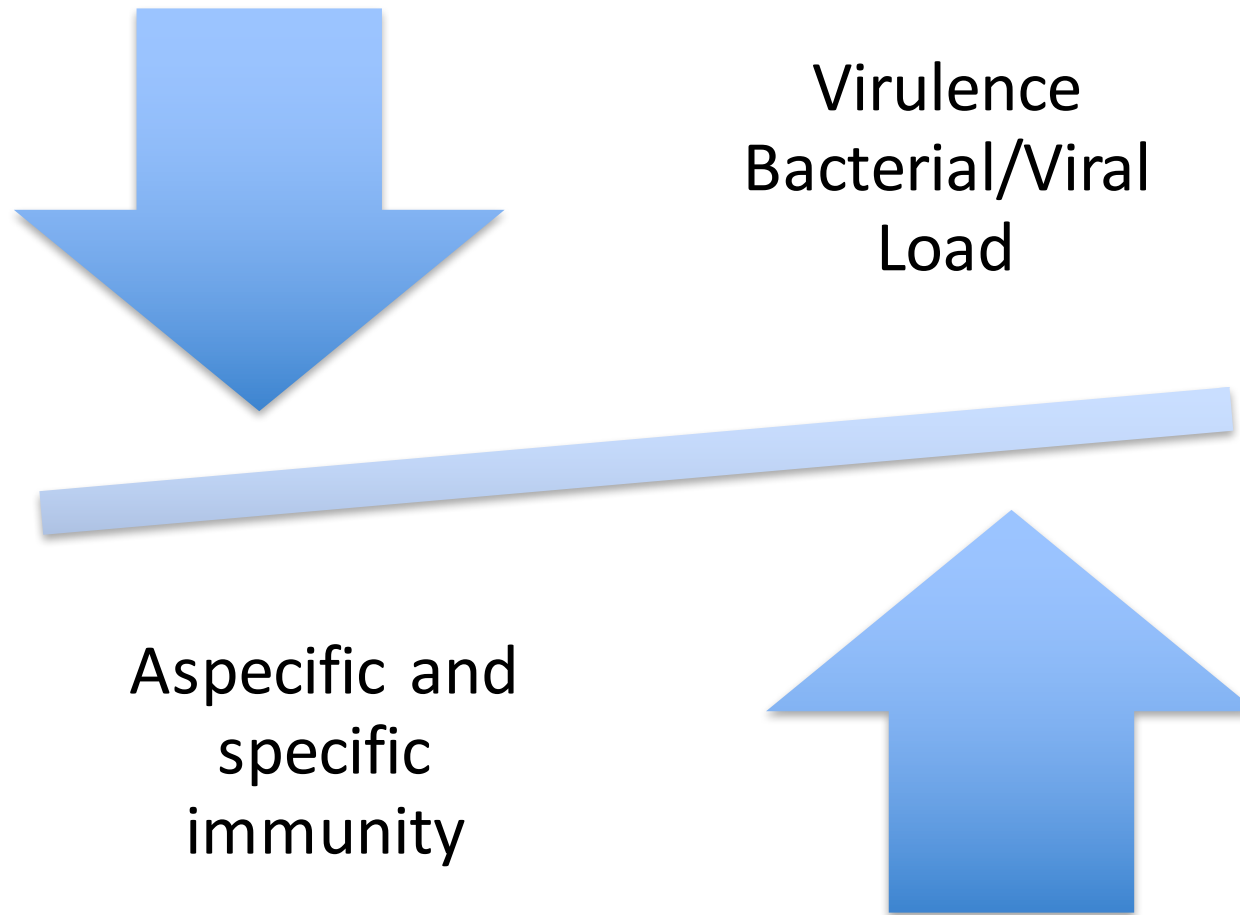 Virulence
Bacterial/Viral
Load
Aspecific and
specific
immunity